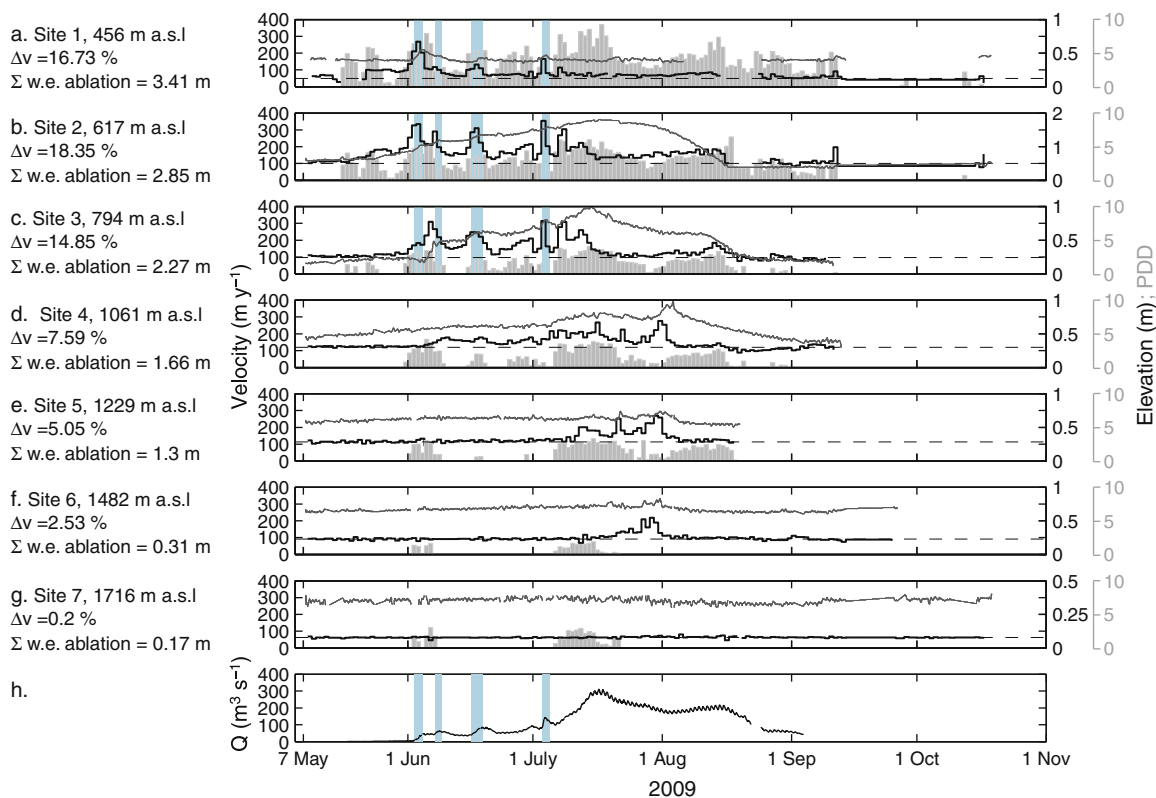 a. Site 1, 456 m a.s.l
Δv =16.73 %
Σ w.e. ablation = 3.41 m
400
300
200
100
0
1
0.5
0
10
5
0
b. Site 2, 617 m a.s.l
Δv =18.35 %
Σ w.e. ablation = 2.85 m
400
300
200
100
0
2
1
0
10
5
0
c. Site 3, 794 m a.s.l
Δv =14.85 %
Σ w.e. ablation = 2.27 m
400
300
200
100
0
1
0.5
0
10
5
0
d. Site 4, 1061 m a.s.l
Δv =7.59 %
Σ w.e. ablation = 1.66 m
400
300
200
100
0
1
0.5
0
10
5
0
Velocity (m y⁻¹)
Elevation (m) ; PDD
e. Site 5, 1229 m a.s.l
Δv =5.05 %
Σ w.e. ablation = 1.3 m
400
300
200
100
0
1
0.5
0
10
5
0
f. Site 6, 1482 m a.s.l
Δv =2.53 %
Σ w.e. ablation = 0.31 m
400
300
200
100
0
1
0.5
0
10
5
0
g. Site 7, 1716 m a.s.l
Δv =0.2 %
Σ w.e. ablation = 0.17 m
400
300
200
100
0
0.5
0.25
0
10
5
0
h.
Q (m³ s⁻¹)
400
300
200
100
0
7 May
1 Jun
1 July
1 Aug
1 Sep
1 Oct
1 Nov
2009